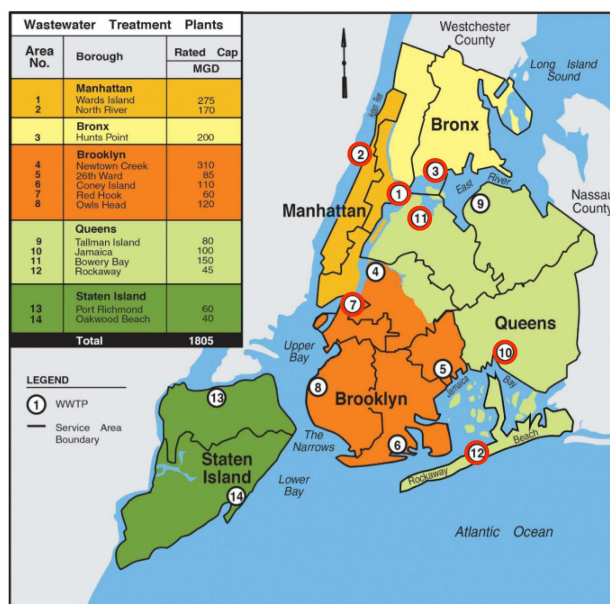 Wastewater Treatment Plants
Area No. Borough Rated Cap MGD
Manhattan
1 Wards Island 275
2 North River 170
Bronx
3 Hunts Point 200
Brooklyn
4 Newtown Creek 310
5 26th Ward 85
6 Coney Island 110
7 Red Hook 60
8 Owls Head 120
Queens
9 Tallman Island 80
10 Jamaica 100
11 Bowery Bay 150
12 Rockaway 45
Staten Island
13 Port Richmond 60
14 Oakwood Beach 40
Total 1805
LEGEND
1 WWTP
Service Area
Boundary
Westchester
County
Long Island
Sound
Bronx
2
3
1
East River
9
Nassau
County
11
Manhattan
4
7
Queens
10
Upper
Bay
5
Jamaica Bay
8
Brooklyn
13
The
Narrows
6
Rockaway Beach
12
Staten
Island
Lower
Bay
14
Atlantic Ocean